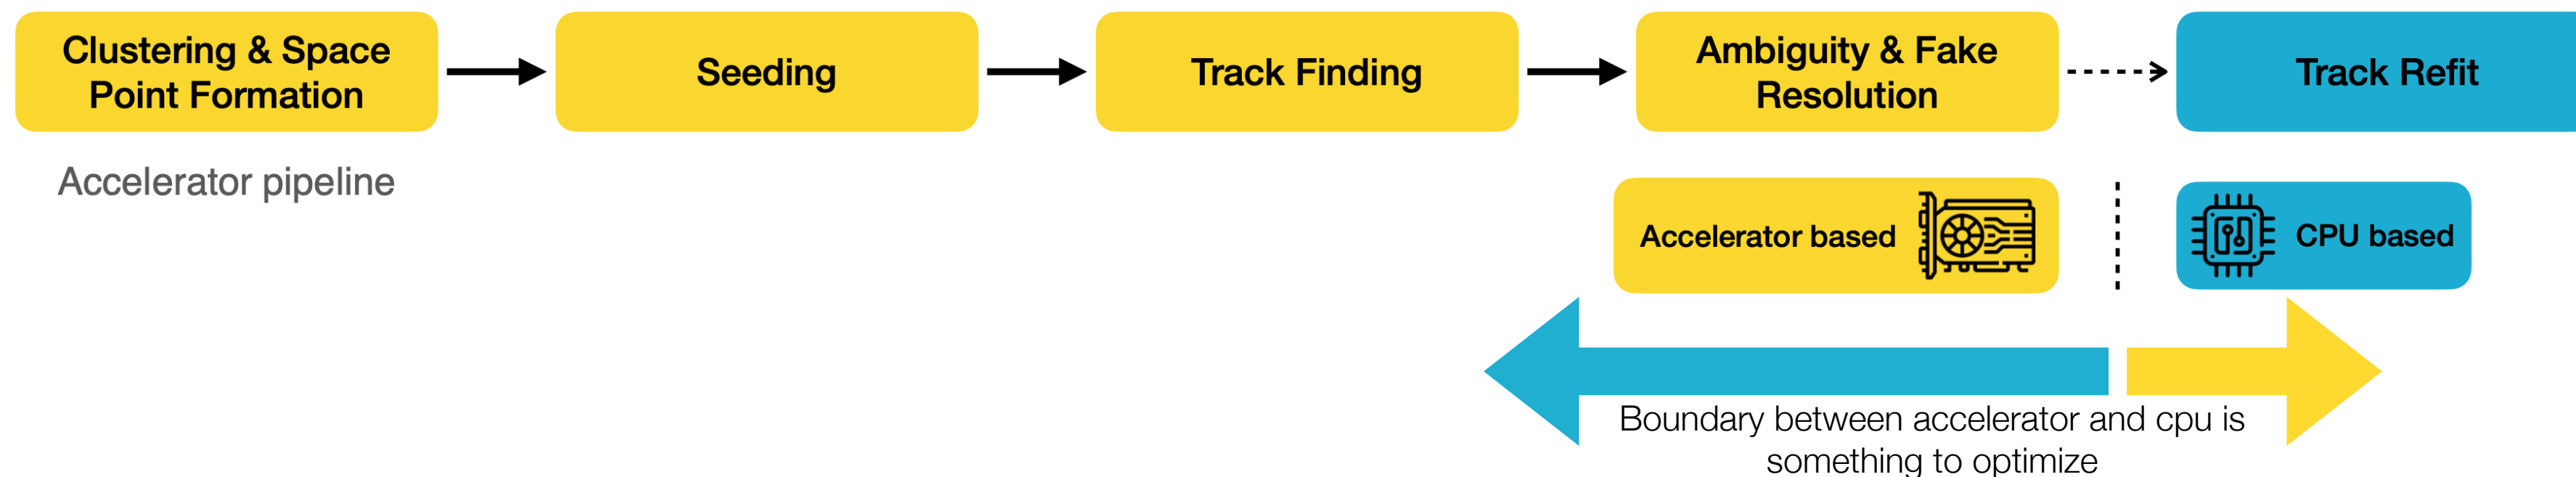 Clustering & Space
Point Formation
Seeding
Track Finding
Ambiguity & Fake
Resolution
Track Refit
Accelerator pipeline
Accelerator based
CPU based
Boundary between accelerator and cpu is
something to optimize